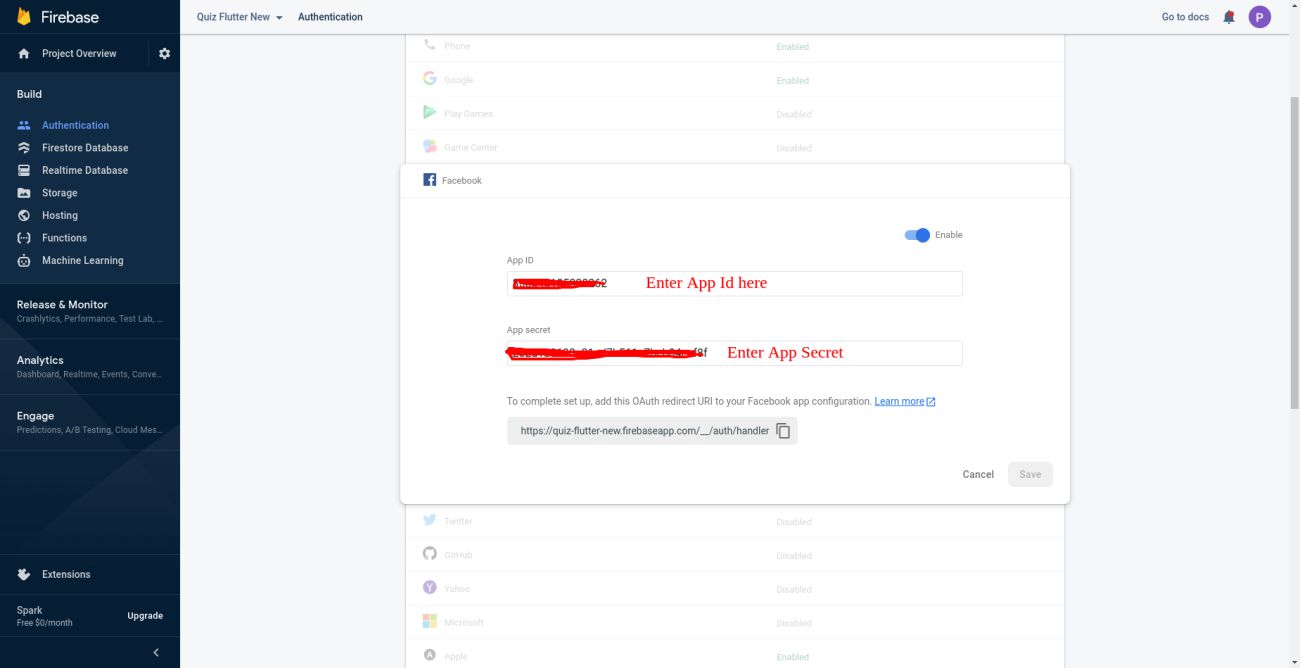 Firebase
Quiz Flutter New
Authentication
Go to docs
P
Project Overview
Build
Authentication
Firestore Database
Realtime Database
Storage
Hosting
Functions
Machine Learning
Release & Monitor
Crashlytics, Performance, Test Lab, ...
Analytics
Dashboard, Realtime, Events, Conve...
Engage
Predictions, A/B Testing, Cloud Mes...
Extensions
Spark
Free $0/month
Upgrade
Phone Enabled
Google Enabled
Play Games Disabled
Game Center Disabled
Facebook
Enable
App ID
Enter App Id here
App secret
Enter App Secret
To complete set up, add this OAuth redirect URI to your Facebook app configuration. Learn more
https://quiz-flutter-new.firebaseapp.com/__/auth/handler
Cancel
Save
Twitter Disabled
GitHub Disabled
Yahoo Disabled
Microsoft Disabled
Apple Enabled